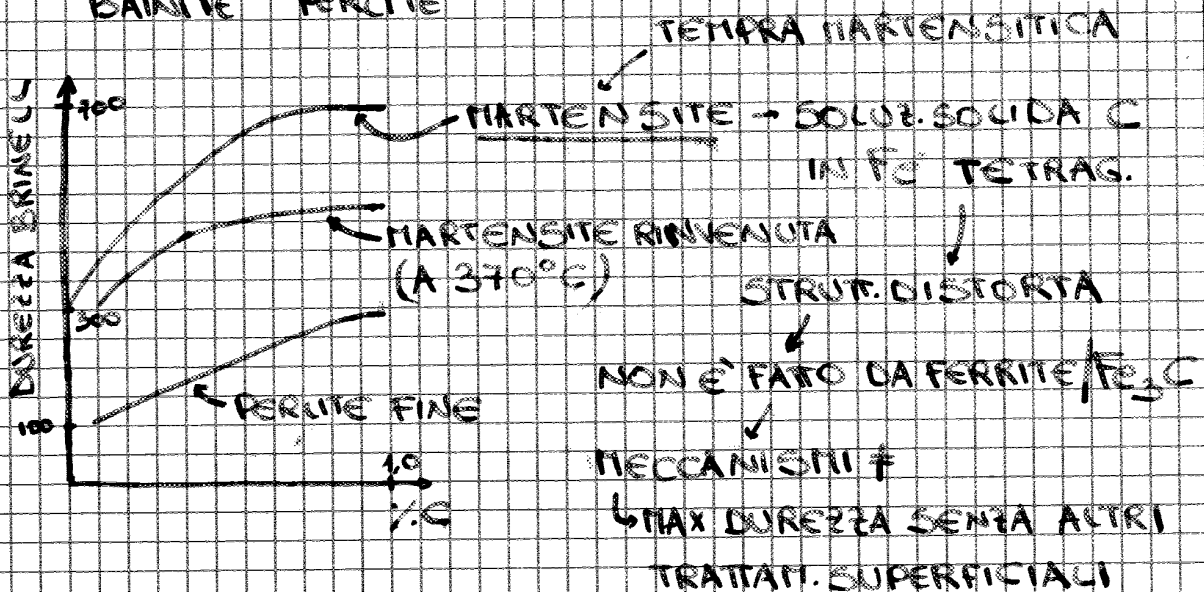 BAINITE PERLITE
TEMPRA MARTENSITICA
DUREZZA BRINELL
700
MARTENSITE → SOLUZ. SOLIDA C
IN Fe TETRAG.
MARTENSITE RINVENUTA
(A 370°C)
STRUTT. DISTORTA
300
NON E' FATTO DA FERRITE/Fe3C
PERLITE FINE
100
1,0
%C
MECCANISMI ≠
↳ MAX DUREZZA SENZA ALTRI
TRATTAM. SUPERFICIALI